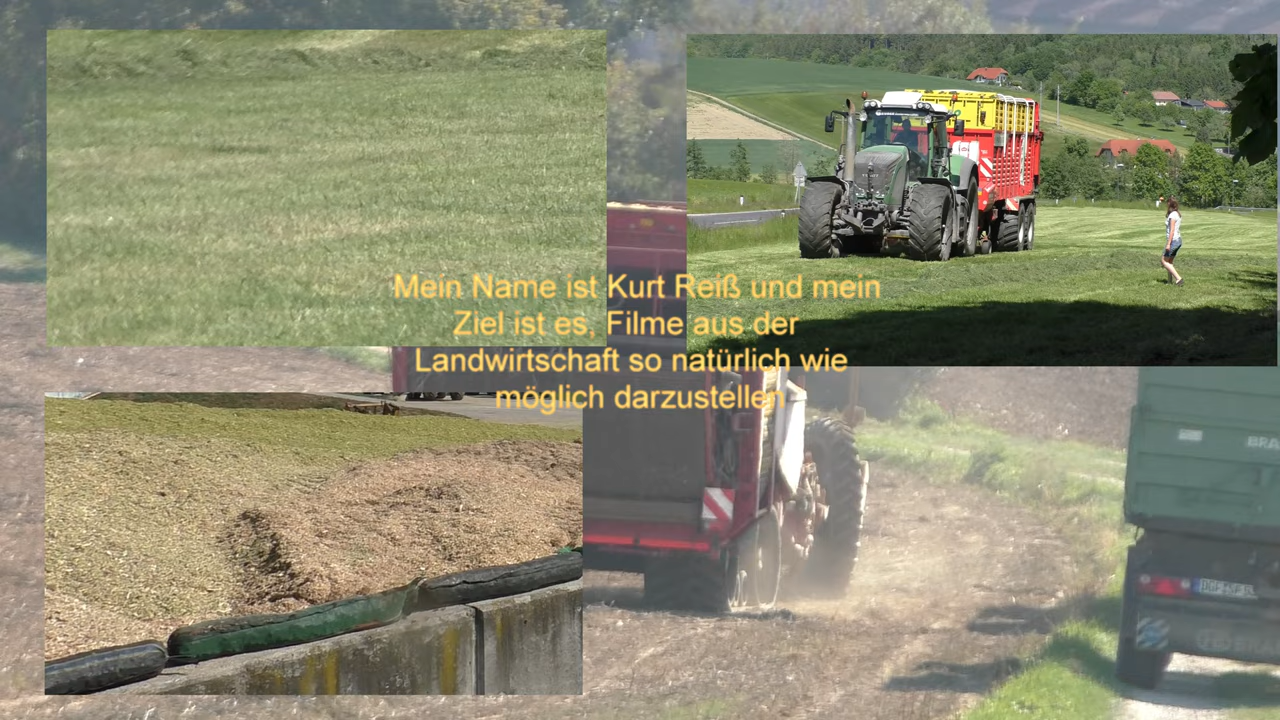 Mein Name ist Kurt Reiß und mein
Ziel ist es, Filme aus der
Landwirtschaft so natürlich wie
möglich darzustellen